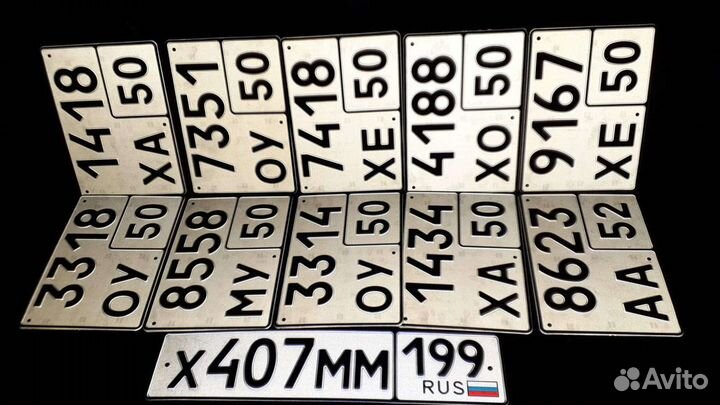 1418
ХА 50
7351
ОУ 50
7418
ХЕ 50
4188
ХО 50
9167
ХЕ 50
3318
ОУ 50
8558
МУ 50
3314
ОУ 50
1434
ХА 50
8623
АА 52
Х407ММ 199
RUS
Avito